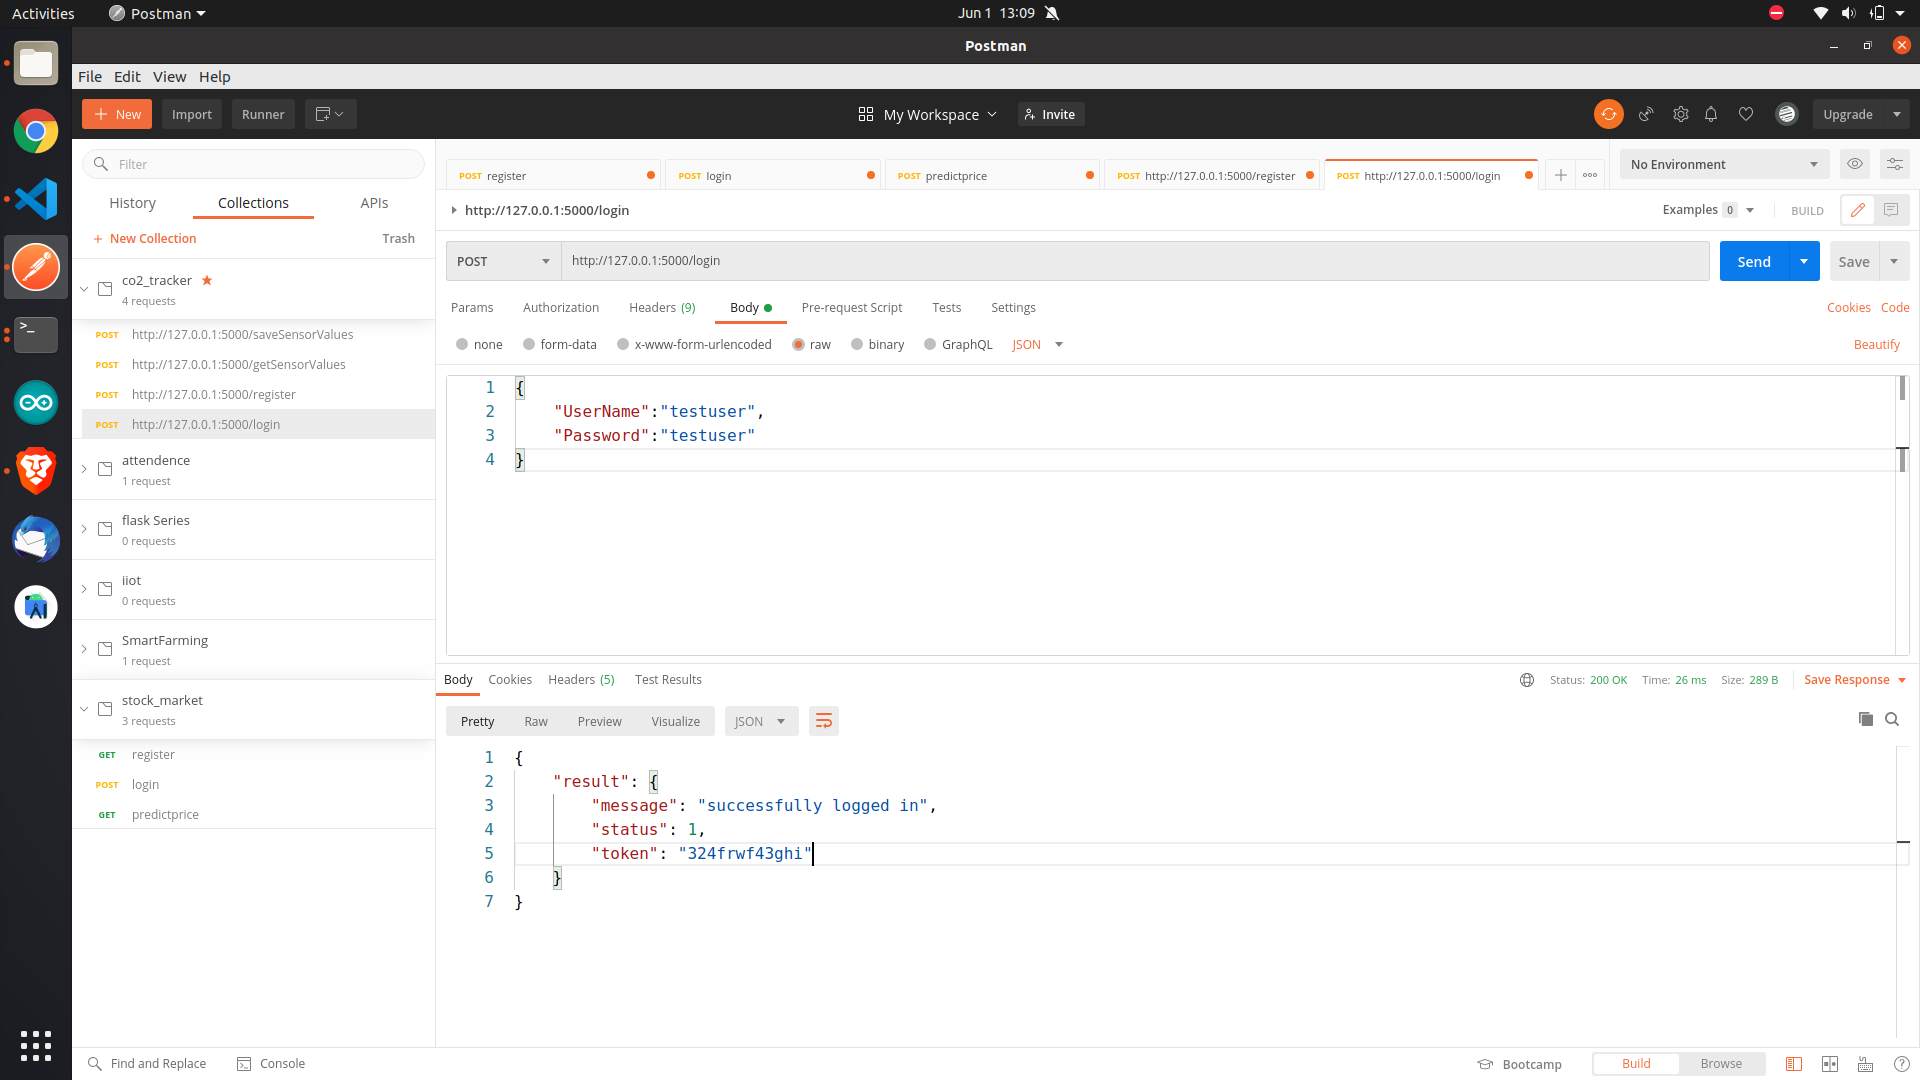 Activities
Postman
Jun 1 13:09
Postman
File Edit View Help
New
Import
Runner
My Workspace
Invite
Upgrade
Filter
History
Collections
APIs
+ New Collection
Trash
co2_tracker
4 requests
POST http://127.0.0.1:5000/saveSensorValues
POST http://127.0.0.1:5000/getSensorValues
POST http://127.0.0.1:5000/register
POST http://127.0.0.1:5000/login
attendence
1 request
flask Series
0 requests
iiot
0 requests
SmartFarming
1 request
stock_market
3 requests
GET register
POST login
GET predictprice
POST register
POST login
POST predictprice
POST http://127.0.0.1:5000/register
POST http://127.0.0.1:5000/login
No Environment
http://127.0.0.1:5000/login
Examples 0
BUILD
POST
http://127.0.0.1:5000/login
Send
Save
Params
Authorization
Headers (9)
Body
Pre-request Script
Tests
Settings
Cookies
Code
none
form-data
x-www-form-urlencoded
raw
binary
GraphQL
JSON
Beautify
1 {
2 "UserName":"testuser",
3 "Password":"testuser"
4 }
Body
Cookies
Headers (5)
Test Results
Status: 200 OK
Time: 26 ms
Size: 289 B
Save Response
Pretty
Raw
Preview
Visualize
JSON
1 {
2 "result": {
3 "message": "successfully logged in",
4 "status": 1,
5 "token": "324frwf43ghi"
6 }
7 }
Find and Replace
Console
Bootcamp
Build
Browse